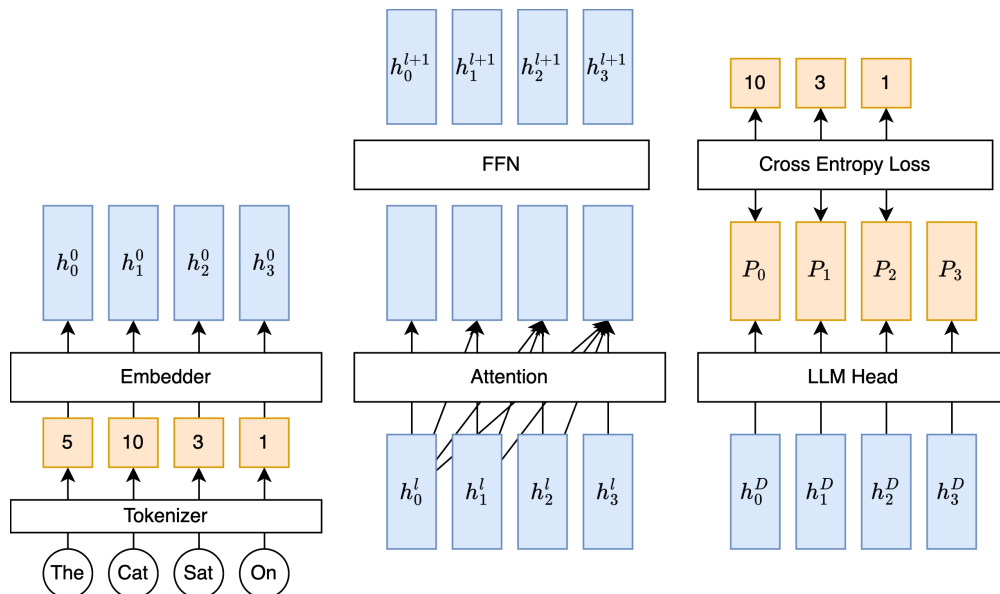 h_0^{l+1} h_1^{l+1} h_2^{l+1} h_3^{l+1}
10 3 1
FFN
Cross Entropy Loss
h_0^0 h_1^0 h_2^0 h_3^0
P_0 P_1 P_2 P_3
Embedder
Attention
LLM Head
5 10 3 1
h_0^l h_1^l h_2^l h_3^l
h_0^D h_1^D h_2^D h_3^D
Tokenizer
The Cat Sat On